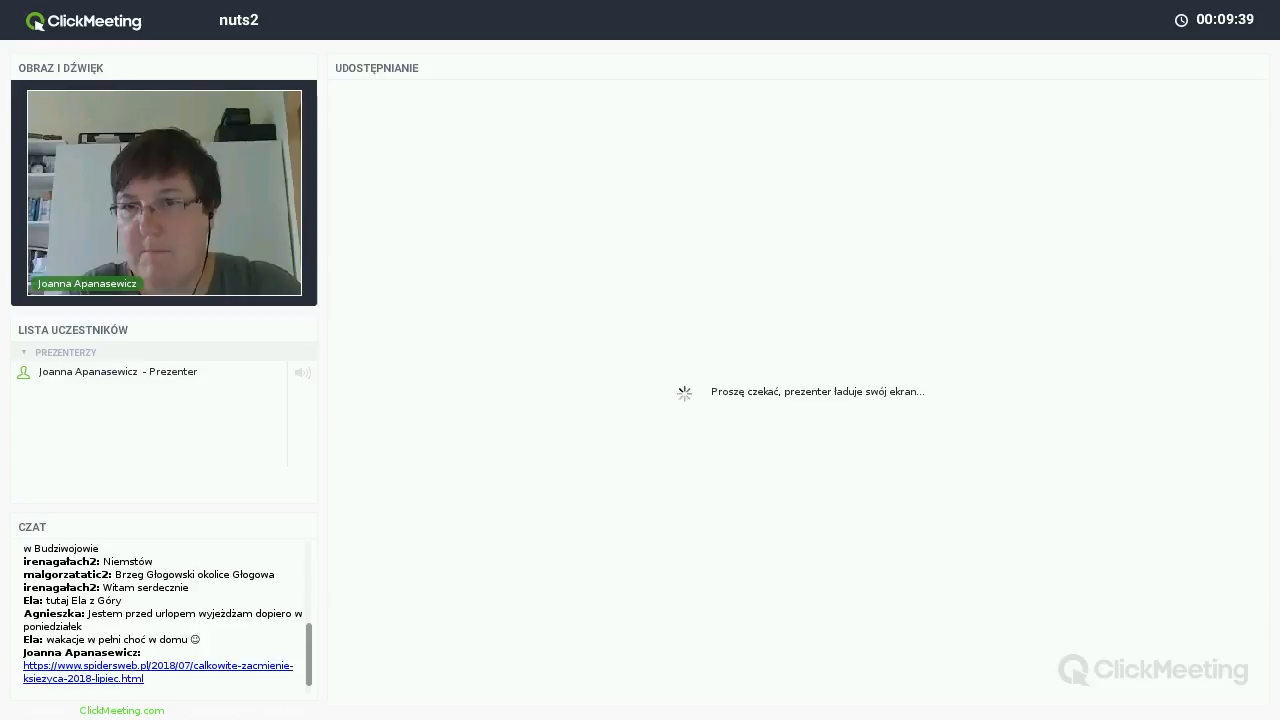 ClickMeeting
nuts2
00:09:39
OBRAZ I DŹWIĘK
Joanna Apanasewicz
LISTA UCZESTNIKÓW
PREZENTERZY
Joanna Apanasewicz - Prezenter
CZAT
w Budziwojowie
irenagałach2: Niemstów
malgorzatatic2: Brzeg Głogowski okolice Głogowa
irenagałach2: Witam serdecznie
Ela: tutaj Ela z Góry
Agnieszka: Jestem przed urlopem wyjeżdżam dopiero w
poniedziałek
Ela: wakacje w pełni choć w domu ☺
Joanna Apanasewicz:
https://www.spidersweb.pl/2018/07/calkowite-zacmienie-
ksiezyca-2018-lipiec.html
ClickMeeting.com
UDOSTĘPNIANIE
Proszę czekać, prezenter ładuje swój ekran...
ClickMeeting